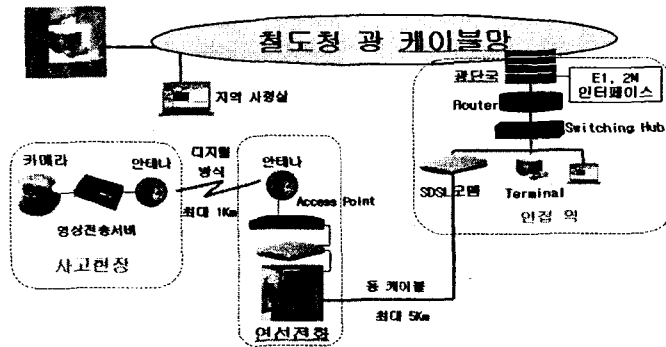 철도청 광 케이블망
지역 사령실
광단국
E1, 2M
인터페이스
Router
Switching Hub
SDSL모뎀
Terminal
인접 역
카메라
안테나
디지털
방식
최대 1Km
안테나
Access Point
영상전송서버
사고현장
동 케이블
최대 5Km
연선전화